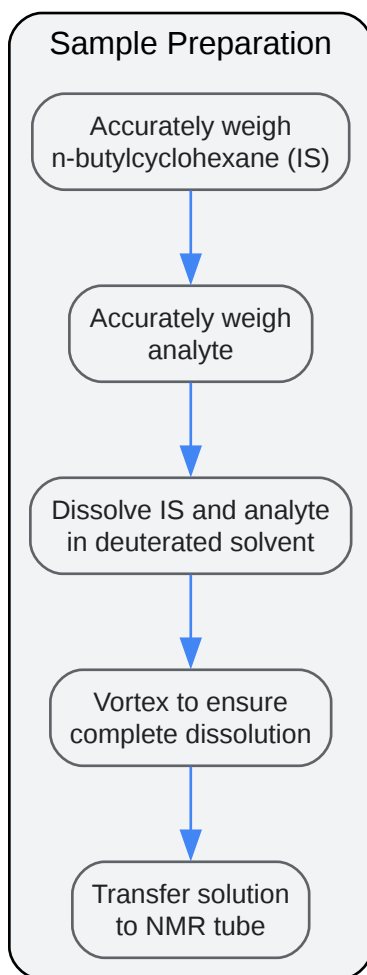 Sample Preparation
Accurately weigh
n-butylcyclohexane (IS)
Accurately weigh
analyte
Dissolve IS and analyte
in deuterated solvent
Vortex to ensure
complete dissolution
Transfer solution
to NMR tube